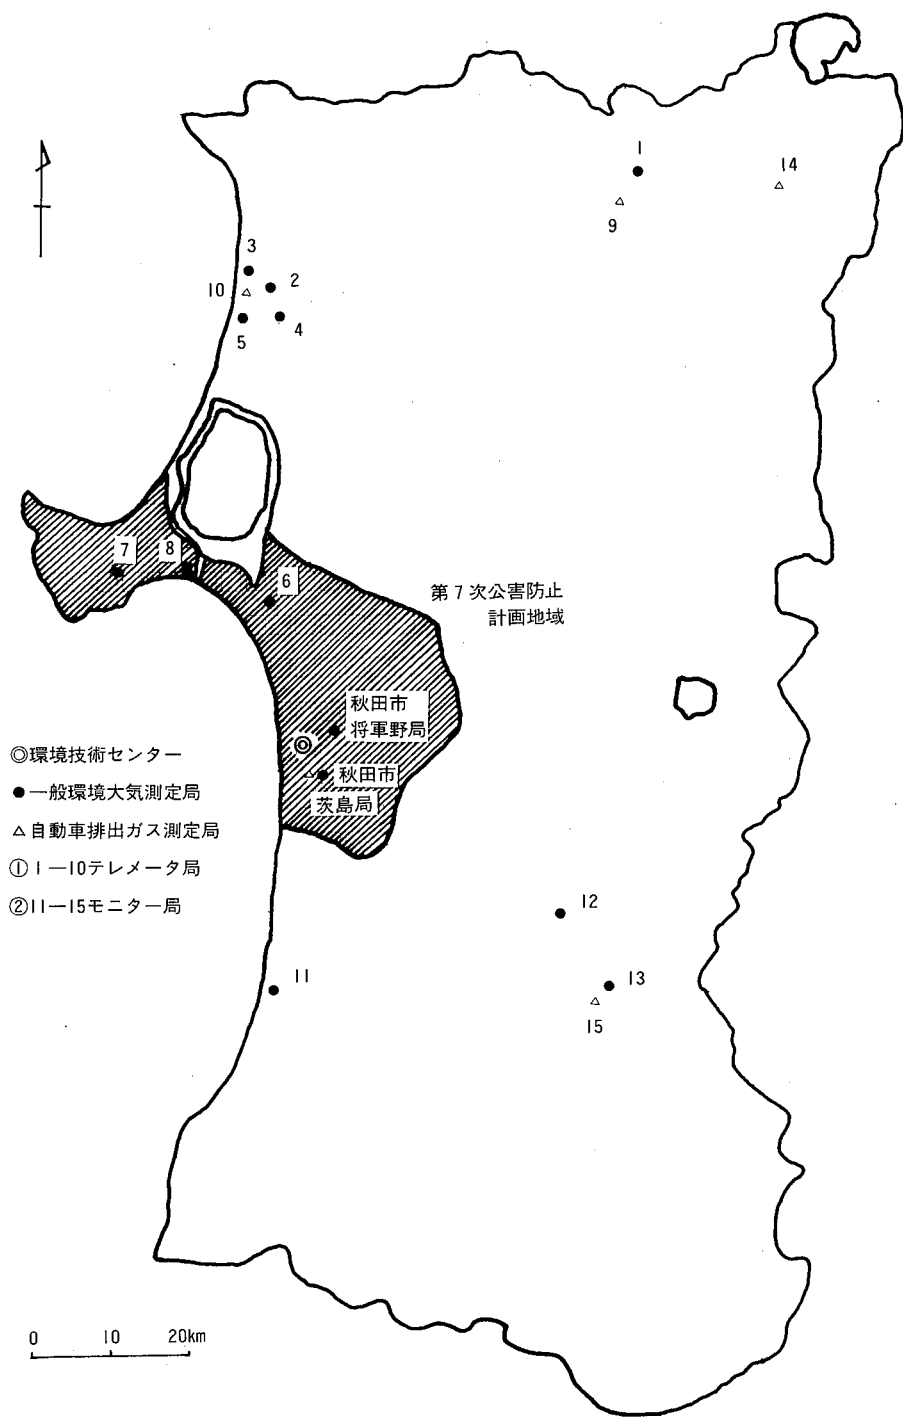 1
14
9
3
2
10
4
5
7
8
6
第7次公害防止
計画地域
秋田市
将軍野局
秋田市
茨島局
◎環境技術センター
●一般環境大気測定局
△自動車排出ガス測定局
①1―10テレメータ局
②11―15モニター局
12
11
13
15
0 10 20km